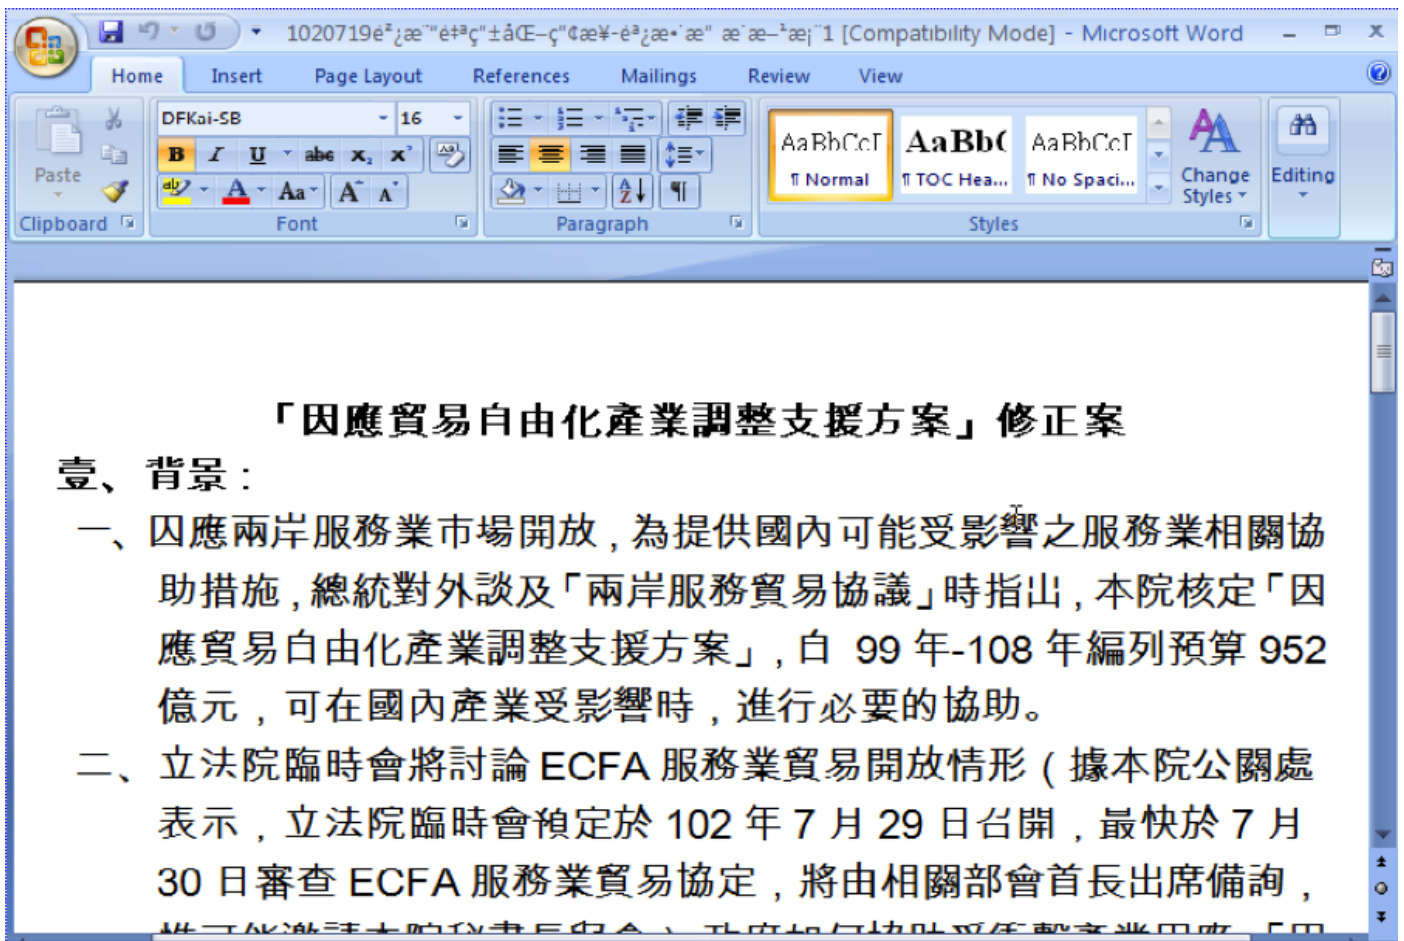 1020719é²¿æ¨"ë‡ªç"±åŒ–ç"¢æ¥-èª¿æ•´æ" æ´æ–¹æ¡ˆ1 [Compatibility Mode] - Microsoft Word
Home Insert Page Layout References Mailings Review View
DFKai-SB 16
AaBbCcI AaBb( AaBbCcI
Paste B I U abc x₂ x² ¶ Normal ¶ TOC Hea... ¶ No Spaci... Change Styles Editing
ab A Aa A A
Clipboard Font Paragraph Styles
「因應貿易自由化產業調整支援方案」修正案
壹、背景：
一、因應兩岸服務業市場開放，為提供國內可能受影響之服務業相關協
助措施，總統對外談及「兩岸服務貿易協議」時指出，本院核定「因
應貿易自由化產業調整支援方案」，自 99 年-108 年編列預算 952
億元，可在國內產業受影響時，進行必要的協助。
二、立法院臨時會將討論 ECFA 服務業貿易開放情形（據本院公關處
表示，立法院臨時會預定於 102 年 7 月 29 日召開，最快於 7 月
30 日審查 ECFA 服務業貿易協定，將由相關部會首長出席備詢，